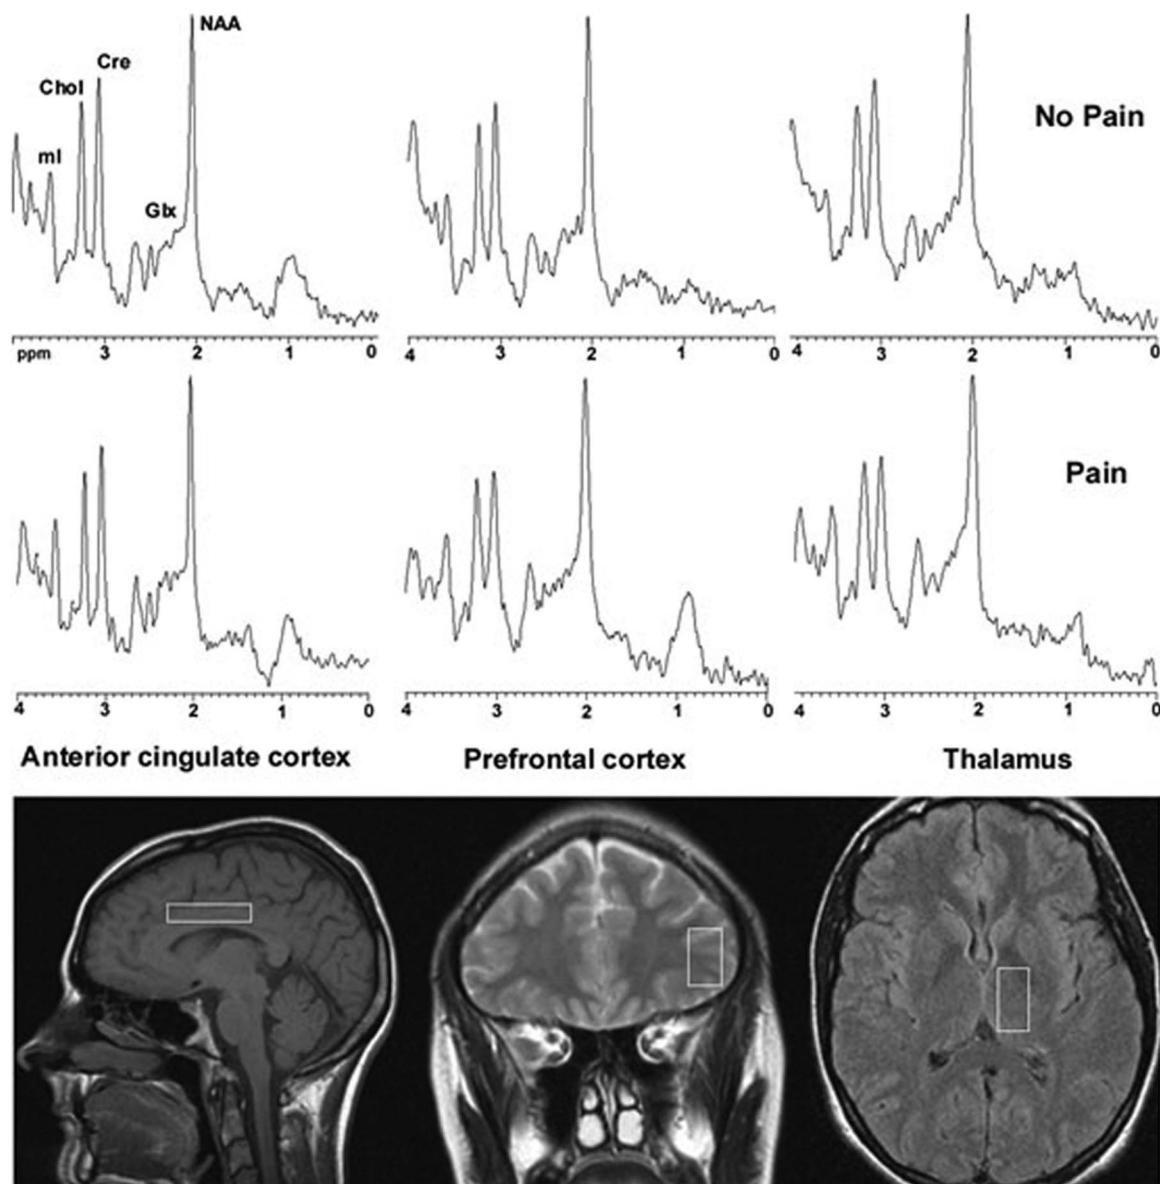 NAA
Cre
Chol
mI
Glx
No Pain
ppm 3 2 1 0
4 3 2 1 0
4 3 2 1 0
Pain
4 3 2 1 0
4 3 2 1 0
4 3 2 1 0
Anterior cingulate cortex
Prefrontal cortex
Thalamus